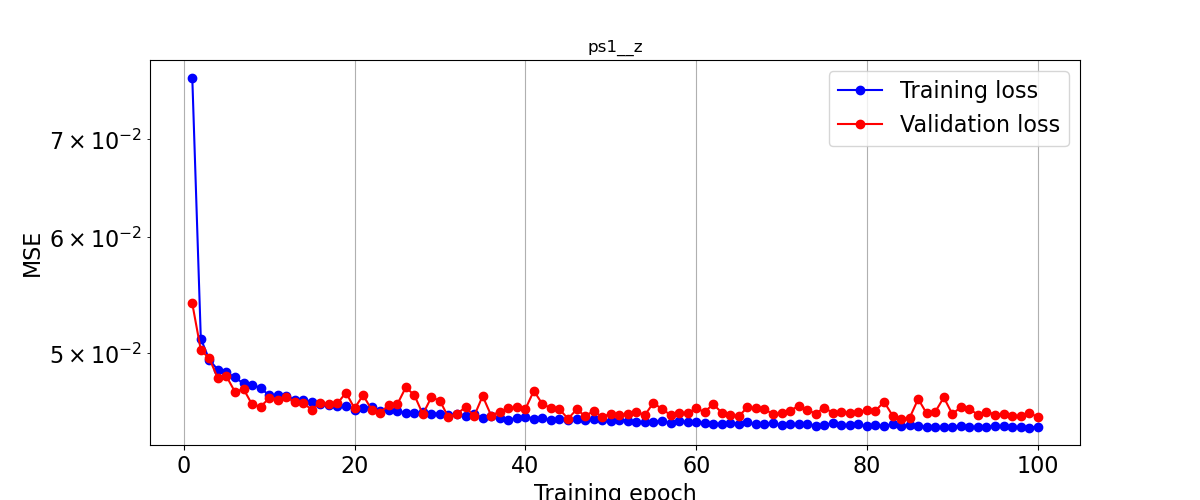 ps1__z
Training loss
Validation loss
7 × 10⁻²
6 × 10⁻²
5 × 10⁻²
MSE
0 20 40 60 80 100
Training epoch